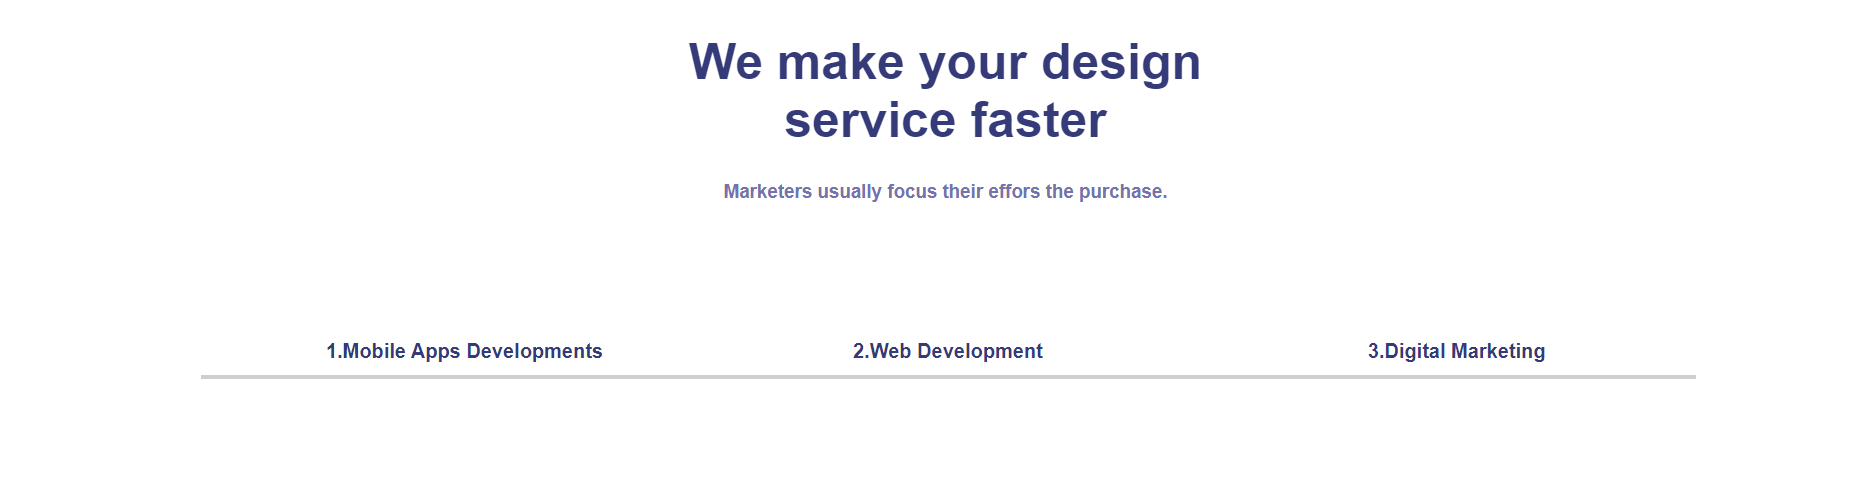 We make your design
service faster
Marketers usually focus their effors the purchase.
1.Mobile Apps Developments
2.Web Development
3.Digital Marketing